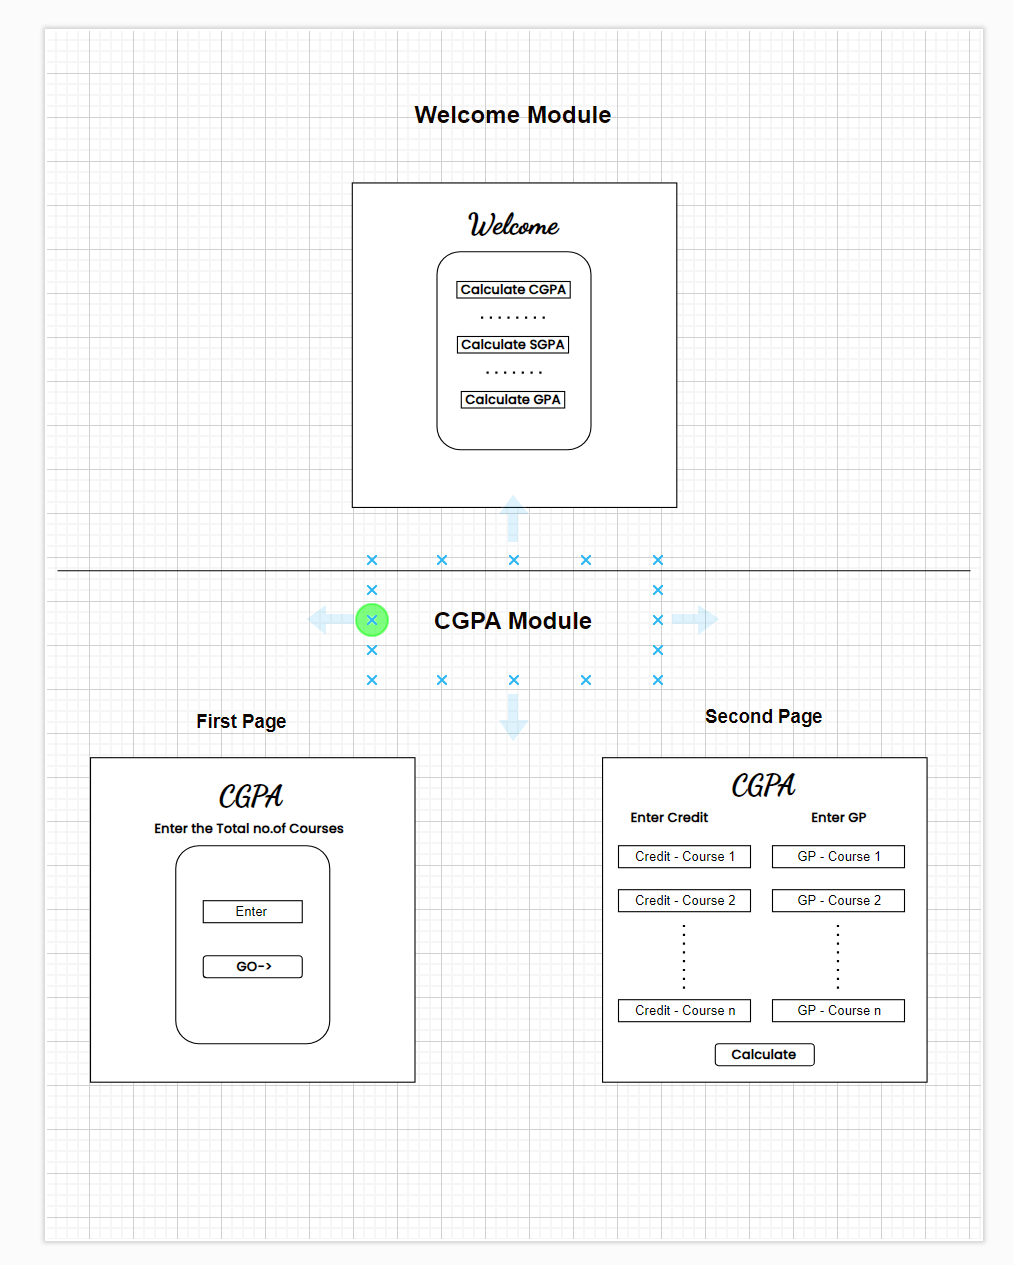 Welcome Module
Welcome
Calculate CGPA
........
Calculate SGPA
.......
Calculate GPA
CGPA Module
First Page
Second Page
CGPA
Enter the Total no.of Courses
Enter
GO->
CGPA
Enter Credit
Enter GP
Credit - Course 1
GP - Course 1
Credit - Course 2
GP - Course 2
Credit - Course n
GP - Course n
Calculate